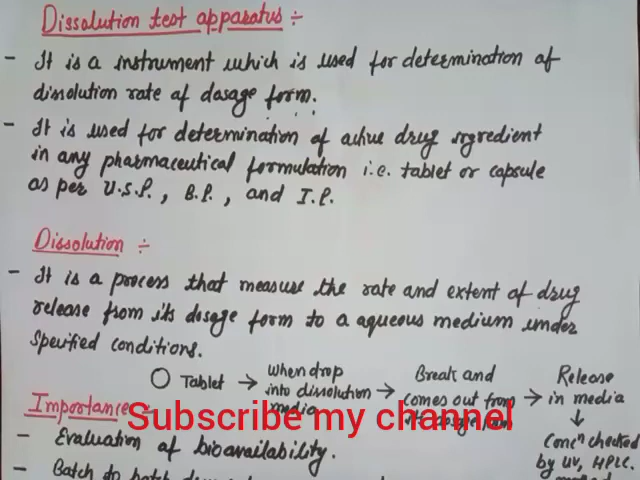 Dissolution test apparatus :-
- It is a instrument which is used for determination of
dissolution rate of dosage form.
- It is used for determination of active drug ingredient
in any pharmaceutical formulation i.e. tablet or capsule
as per U.S.P., B.P., and I.P.
Dissolution :-
- It is a process that measure the rate and extent of drug
release from its dosage form to a aqueous medium under
specified conditions.
Tablet → When drop into dissolution media → Break and comes out from its dosage form → Release in media
↓
Concⁿ checked
by UV, HPLC.
Importance :-
Subscribe my channel
- Evaluation of bioavailability.
- Batch to batch